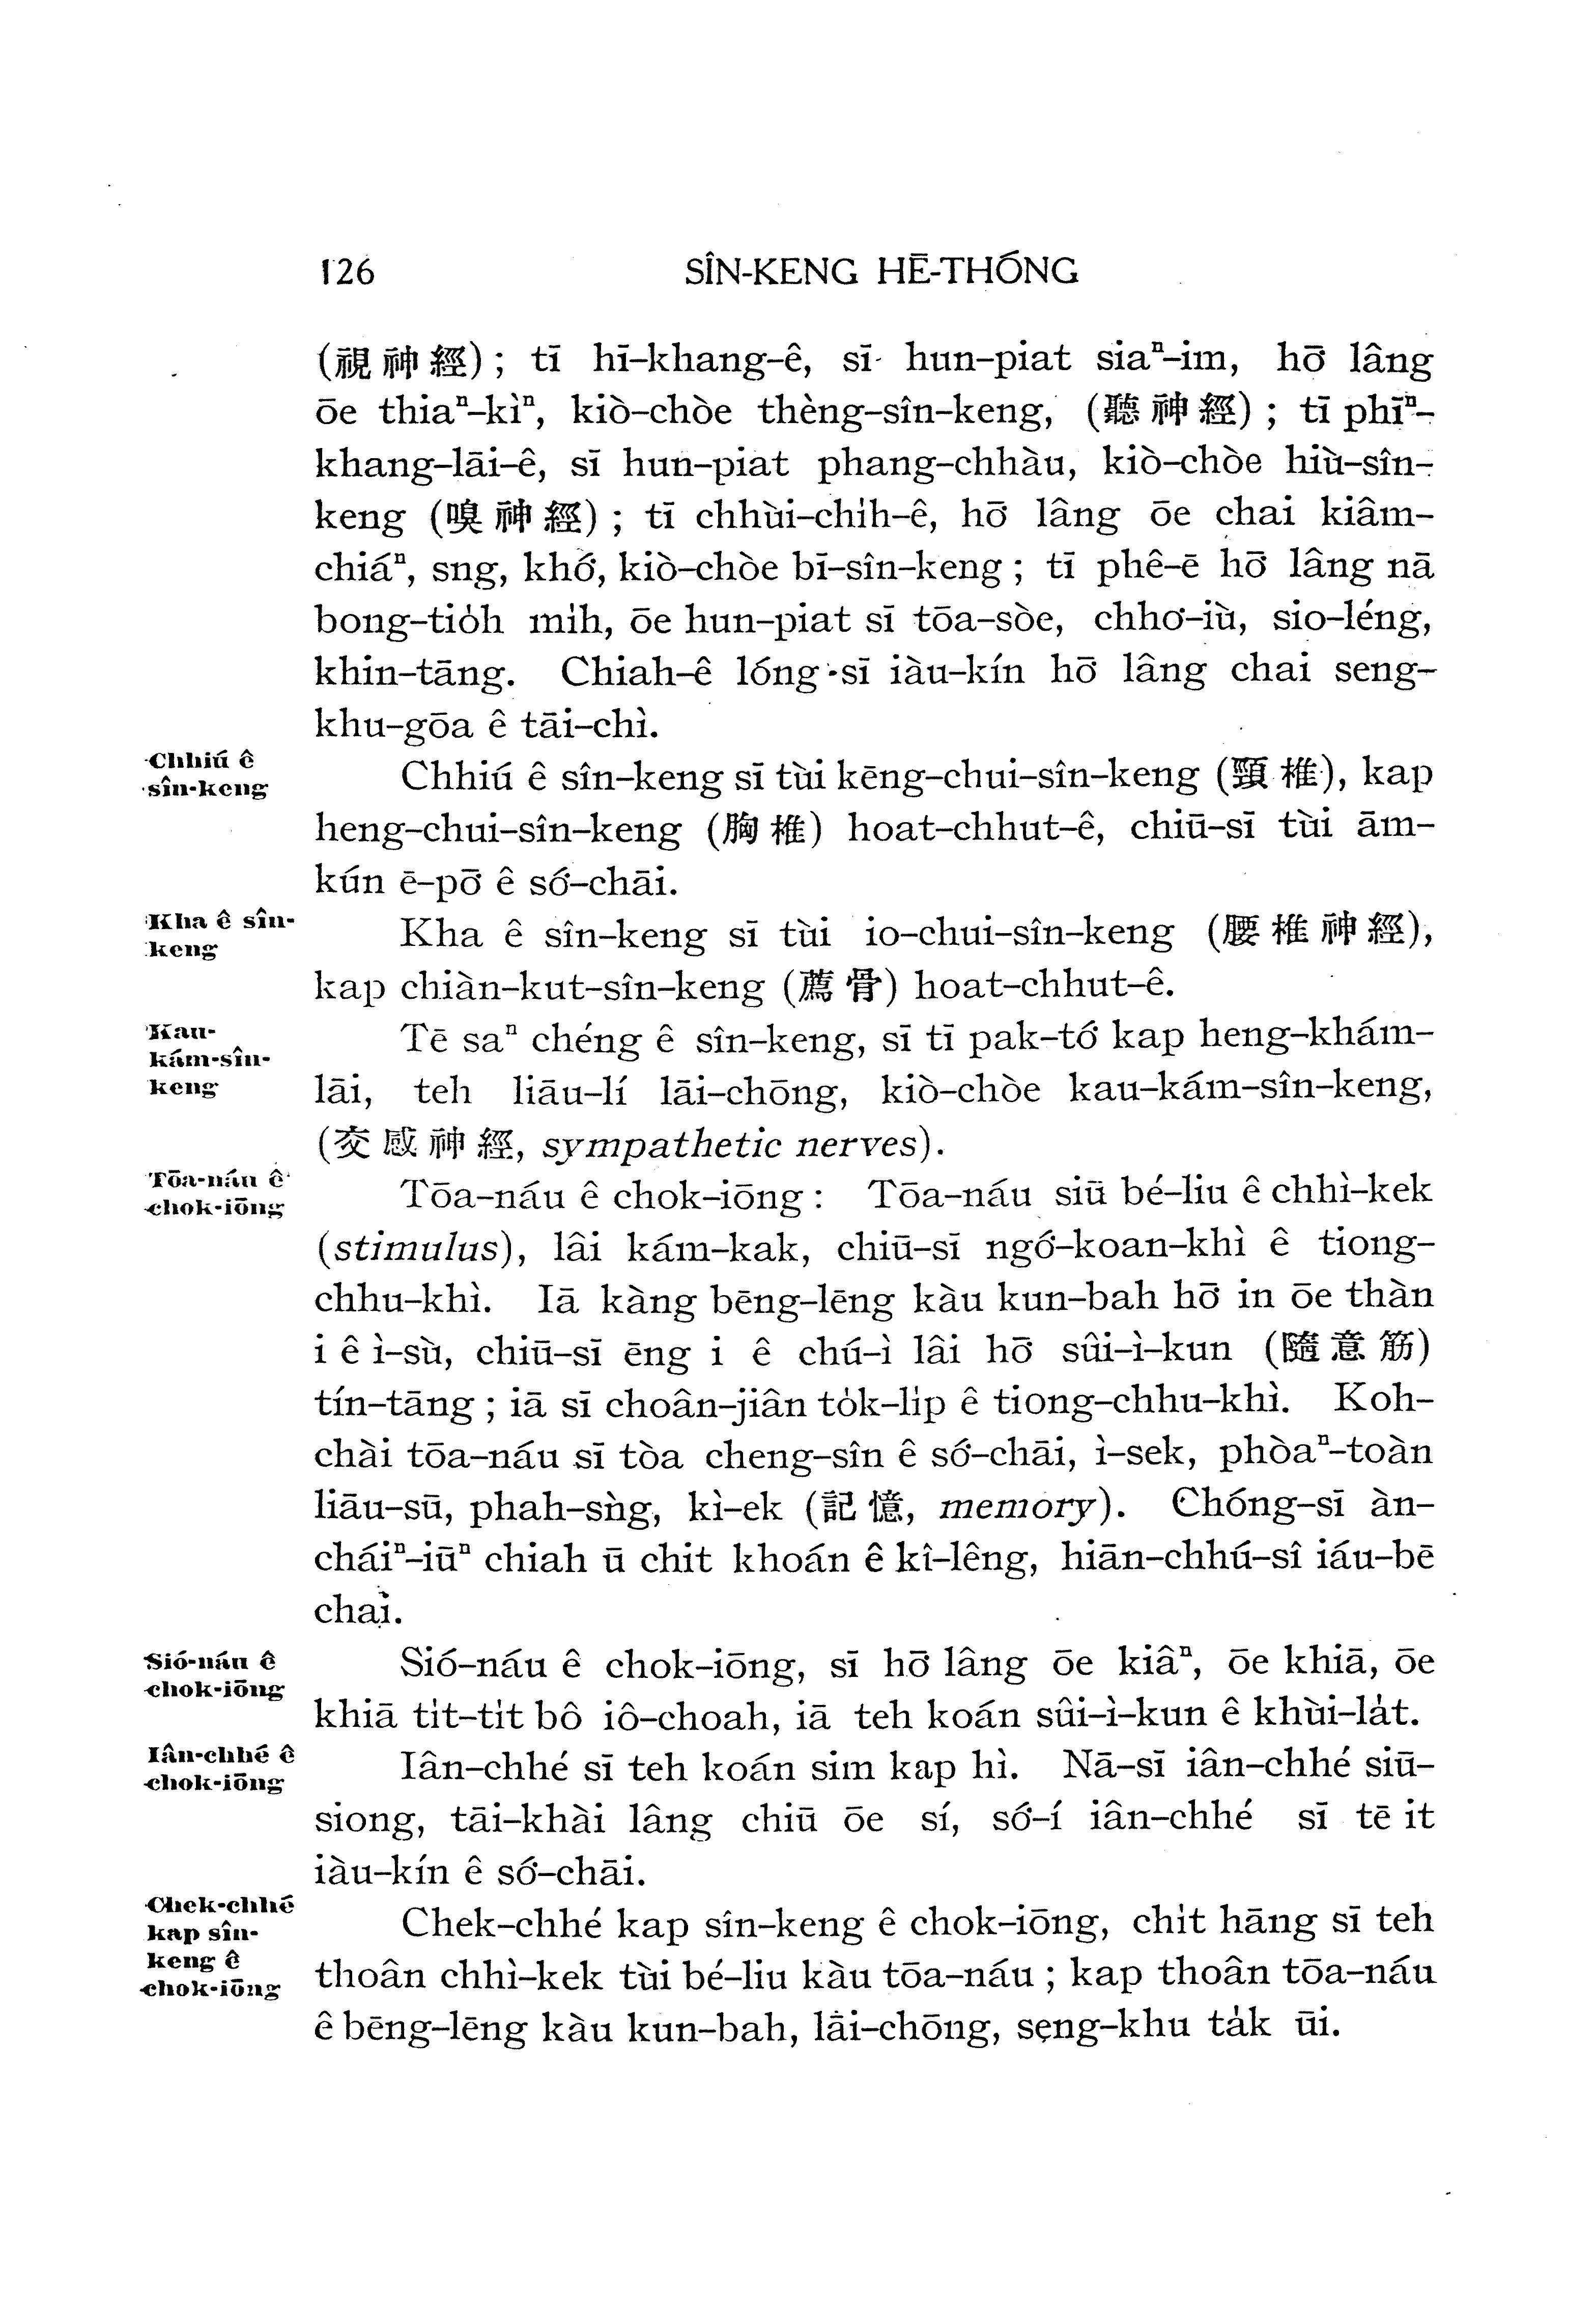 126 SÎN-KENG HĒ-THÓNG
(視神經) ; tī hī-khang-ê, sī hun-piat siaⁿ-im, hō͘ lâng
ōe thiaⁿ-kìⁿ, kiò-chòe thèng-sîn-keng, (聽神經) ; tī phīⁿ-
khang-lāi-ê, sī hun-piat phang-chhàu, kiò-chòe hiù-sîn-
keng (嗅神經) ; tī chhùi-chi̍h-ê, hō͘ lâng ōe chai kiâm-
chiáⁿ, sng, khó͘, kiò-chòe bī-sîn-keng ; tī phê-ē hō͘ lâng nā
bong-tio̍h mi̍h, ōe hun-piat sī tōa-sòe, chho͘-iù, sio-léng,
khin-tāng. Chiah-ê lóng sī iàu-kín hō͘ lâng chai seng-
khu-gōa ê tāi-chì.
Chhiú ê
sîn-keng
Chhiú ê sîn-keng sī tùi kēng-chui-sîn-keng (頸椎), kap
heng-chui-sîn-keng (胸椎) hoat-chhut-ê, chiū-sī tùi ām-
kún ē-pō͘ ê só͘-chāi.
Kha ê sîn-
keng
Kha ê sîn-keng sī tùi io-chui-sîn-keng (腰椎神經),
kap chiàn-kut-sîn-keng (薦骨) hoat-chhut-ê.
Kau-
kám-sîn-
keng
Tē saⁿ chéng ê sîn-keng, sī tī pak-tó͘ kap heng-khám-
lāi, teh liāu-lí lāi-chōng, kiò-chòe kau-kám-sîn-keng,
(交感神經, sympathetic nerves).
Tōa-náu ê
chok-iōng
Tōa-náu ê chok-iōng : Tōa-náu siū bé-liu ê chhì-kek
(stimulus), lâi kám-kak, chiū-sī ngó͘-koan-khì ê tiong-
chhu-khì. Iā kàng bēng-lēng kàu kun-bah hō͘ in ōe thàn
i ê ì-sù, chiū-sī ēng i ê chú-ì lâi hō͘ sûi-ì-kun (隨意筋)
tín-tāng ; iā sī choân-jiân to̍k-li̍p ê tiong-chhu-khì. Koh-
chài tōa-náu sī tòa cheng-sîn ê só͘-chāi, ì-sek, phòaⁿ-toàn
liāu-sū, phah-sǹg, kì-ek (記憶, memory). Chóng-sī àn-
cháiⁿ-iūⁿ chiah ū chit khoán ê kî-lêng, hiān-chhú-sî iáu-bē
chai.
Sió-náu ê
chok-iōng
Sió-náu ê chok-iōng, sī hō͘ lâng ōe kiâⁿ, ōe khiā, ōe
khiā ti̍t-ti̍t bô iô-choah, iā teh koán sûi-ì-kun ê khùi-la̍t.
Iân-chhé ê
chok-iōng
Iân-chhé sī teh koán sim kap hì. Nā-sī iân-chhé siū-
siong, tāi-khài lâng chiū ōe sí, só͘-í iân-chhé sī tē it
iàu-kín ê só͘-chāi.
Chek-chhé
kap sîn-
keng ê
chok-iōng
Chek-chhé kap sîn-keng ê chok-iōng, chi̍t hāng sī teh
thoân chhì-kek tùi bé-liu kàu tōa-náu ; kap thoân tōa-náu
ê bēng-lēng kàu kun-bah, lāi-chōng, seng-khu ta̍k ūi.